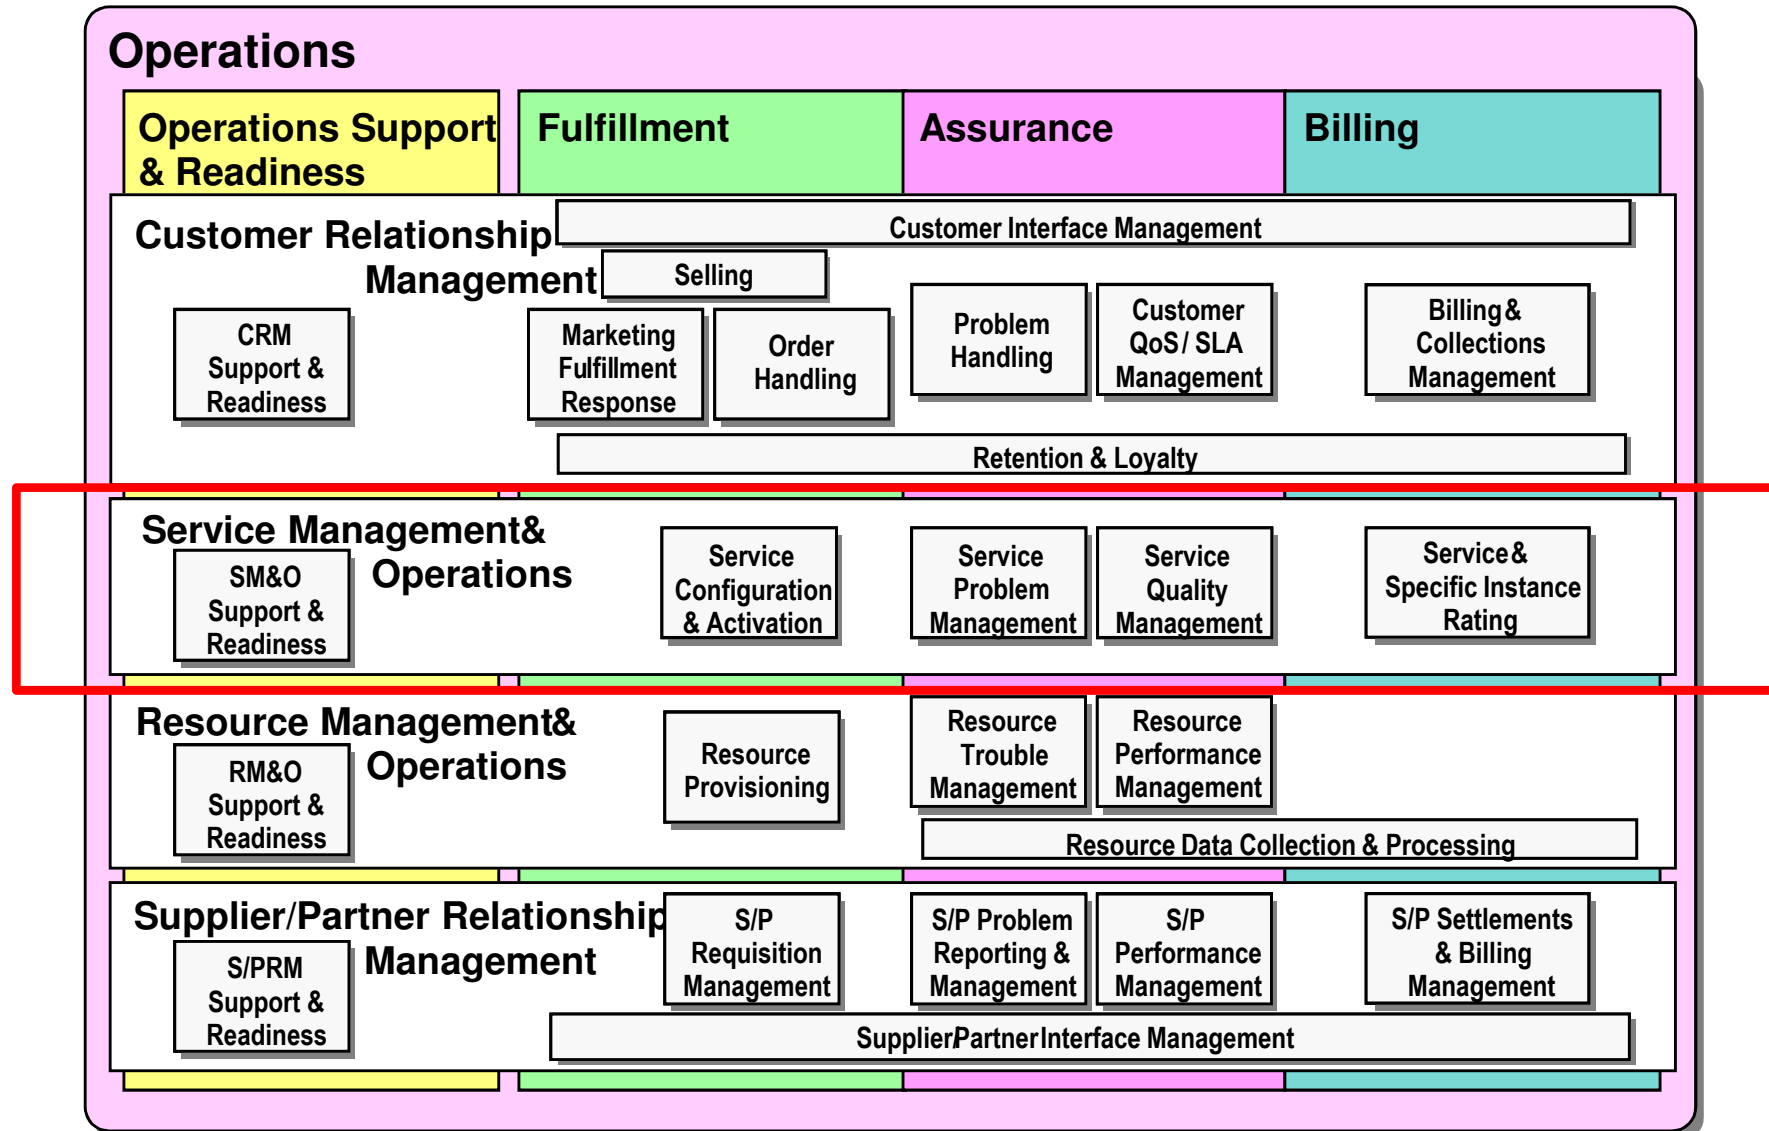 Operations
Operations Support
& Readiness
Fulfillment
Assurance
Billing
Customer Relationship
Management
Customer Interface Management
Selling
CRM
Support &
Readiness
Marketing
Fulfillment
Response
Order
Handling
Problem
Handling
Customer
QoS / SLA
Management
Billing &
Collections
Management
Retention & Loyalty
Service Management&
Operations
SM&O
Support &
Readiness
Service
Configuration
& Activation
Service
Problem
Management
Service
Quality
Management
Service &
Specific Instance
Rating
Resource Management&
Operations
RM&O
Support &
Readiness
Resource
Provisioning
Resource
Trouble
Management
Resource
Performance
Management
Resource Data Collection & Processing
Supplier/Partner Relationship
Management
S/PRM
Support &
Readiness
S/P
Requisition
Management
S/P Problem
Reporting &
Management
S/P
Performance
Management
S/P Settlements
& Billing
Management
Supplier/Partner Interface Management